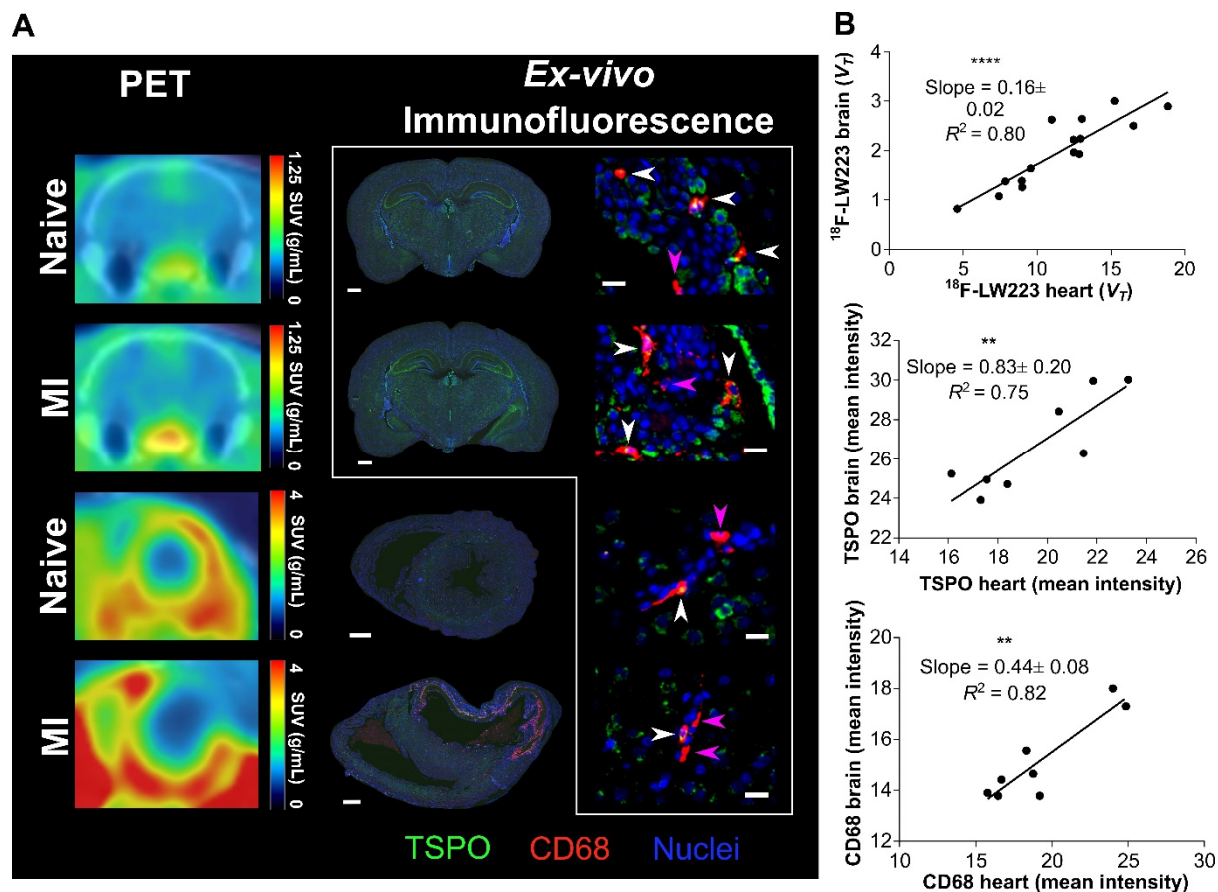 A
PET
Ex-vivo
Immunofluorescence
Naive
1.25
SUV (g/mL)
0
MI
1.25
SUV (g/mL)
0
Naive
4
SUV (g/mL)
0
MI
4
SUV (g/mL)
0
TSPO CD68 Nuclei
B
****
Slope = 0.16±
0.02
R² = 0.80
18F-LW223 brain (VT)
4
3
2
1
0
0 5 10 15 20
18F-LW223 heart (VT)
**
Slope = 0.83± 0.20
R² = 0.75
TSPO brain (mean intensity)
32
30
28
26
24
22
14 16 18 20 22 24 26
TSPO heart (mean intensity)
**
Slope = 0.44± 0.08
R² = 0.82
CD68 brain (mean intensity)
20
18
16
14
12
10 15 20 25 30
CD68 heart (mean intensity)